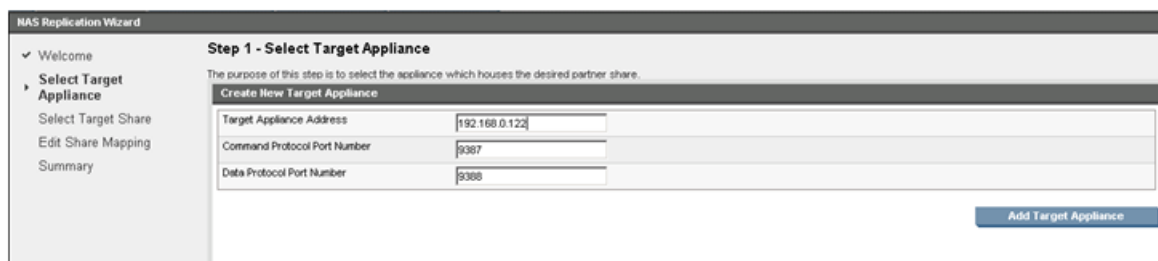 NAS Replication Wizard
✔ Welcome
Select Target
Appliance
Select Target Share
Edit Share Mapping
Summary
Step 1 - Select Target Appliance
The purpose of this step is to select the appliance which houses the desired partner share.
Create New Target Appliance
Target Appliance Address 192.168.0.122
Command Protocol Port Number 9387
Data Protocol Port Number 9388
Add Target Appliance